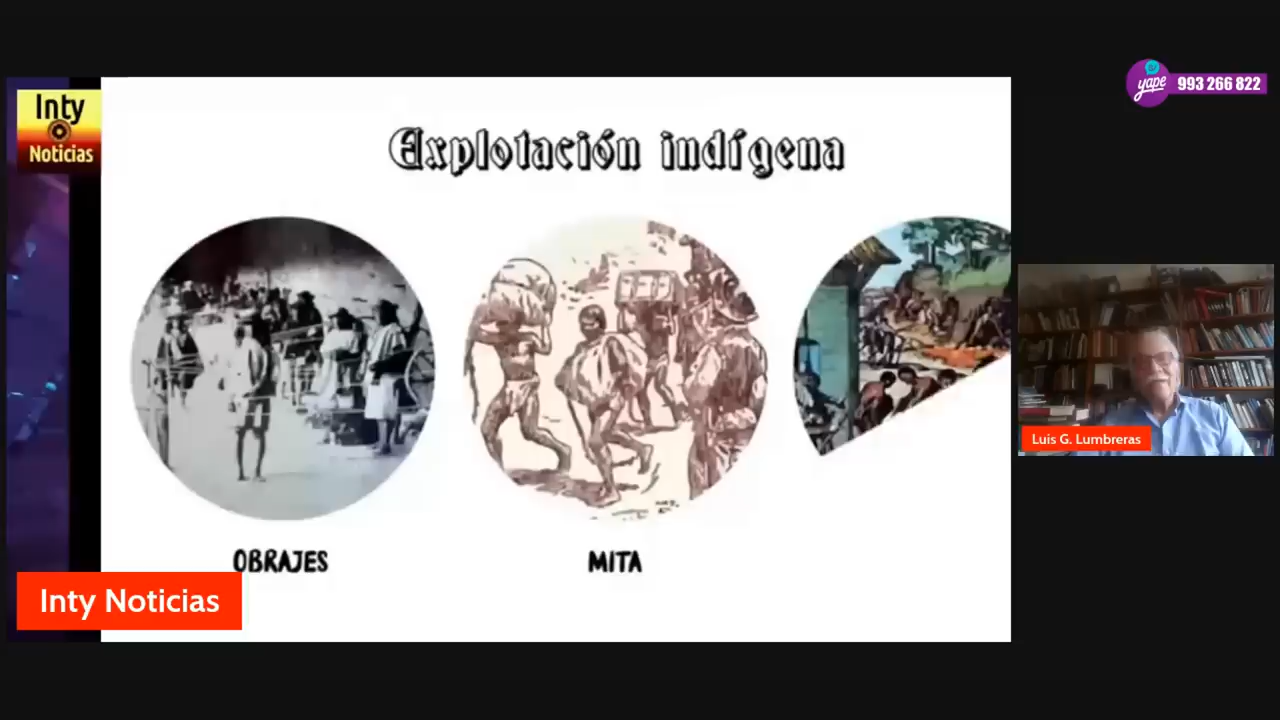 Inty
Noticias
yape 993 266 822
Explotación indígena
OBRAJES
MITA
Luis G. Lumbreras
Inty Noticias